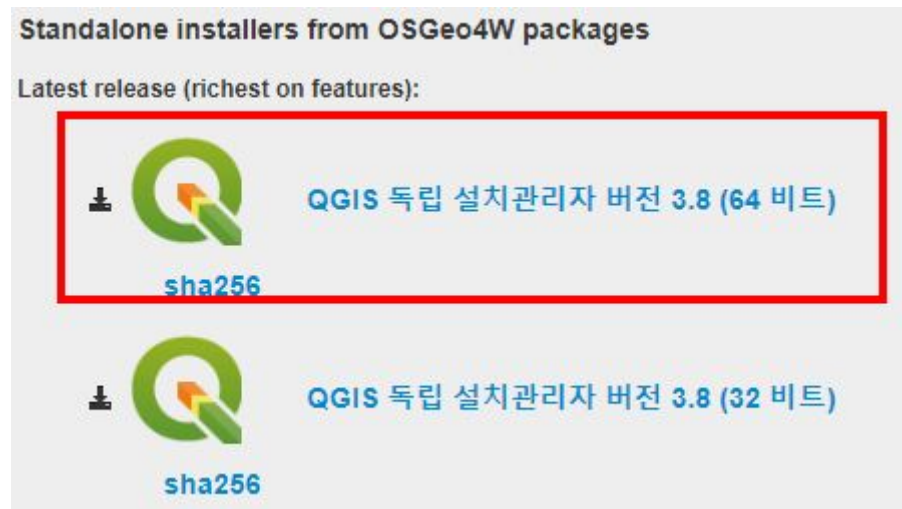 Standalone installers from OSGeo4W packages
Latest release (richest on features):
QGIS 독립 설치관리자 버전 3.8 (64 비트)
sha256
QGIS 독립 설치관리자 버전 3.8 (32 비트)
sha256